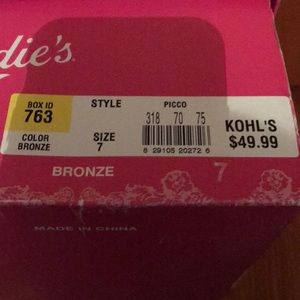 die's
BOX ID
763
STYLE
PICCO
318 70 75
COLOR
BRONZE
SIZE
7
8 29105 20272 6
KOHL'S
$49.99
BRONZE
7
MADE IN CHINA